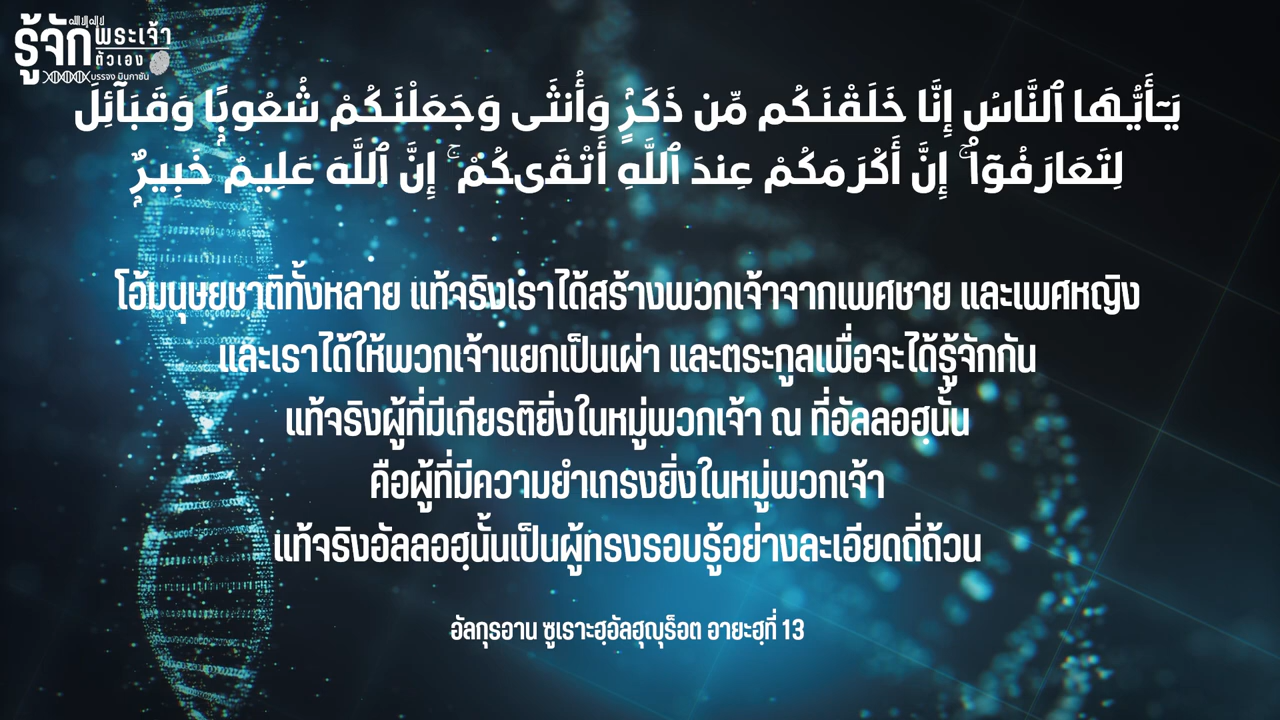 รู้จัก
พระเจ้า
ตัวเอง
บรรจง บินกาซัน
يَـٰٓأَيُّهَا ٱلنَّاسُ إِنَّا خَلَقْنَـٰكُم مِّن ذَكَرٍۢ وَأُنثَىٰ وَجَعَلْنَـٰكُمْ شُعُوبًۭا وَقَبَآئِلَ
لِتَعَارَفُوٓا۟ ۚ إِنَّ أَكْرَمَكُمْ عِندَ ٱللَّهِ أَتْقَىٰكُمْ ۚ إِنَّ ٱللَّهَ عَلِيمٌ خَبِيرٌۭ
โอ้มนุษยชาติทั้งหลาย แท้จริงเราได้สร้างพวกเจ้าจากเพศชาย และเพศหญิง
และเราได้ให้พวกเจ้าแยกเป็นเผ่า และตระกูลเพื่อจะได้รู้จักกัน
แท้จริงผู้ที่มีเกียรติยิ่งในหมู่พวกเจ้า ณ ที่อัลลอฮฺนั้น
คือผู้ที่มีความยำเกรงยิ่งในหมู่พวกเจ้า
แท้จริงอัลลอฮฺนั้นเป็นผู้ทรงรอบรู้อย่างละเอียดถี่ถ้วน
อัลกุรอาน ซูเราะฮฺอัลฮุญุร็อต อายะฮฺที่ 13